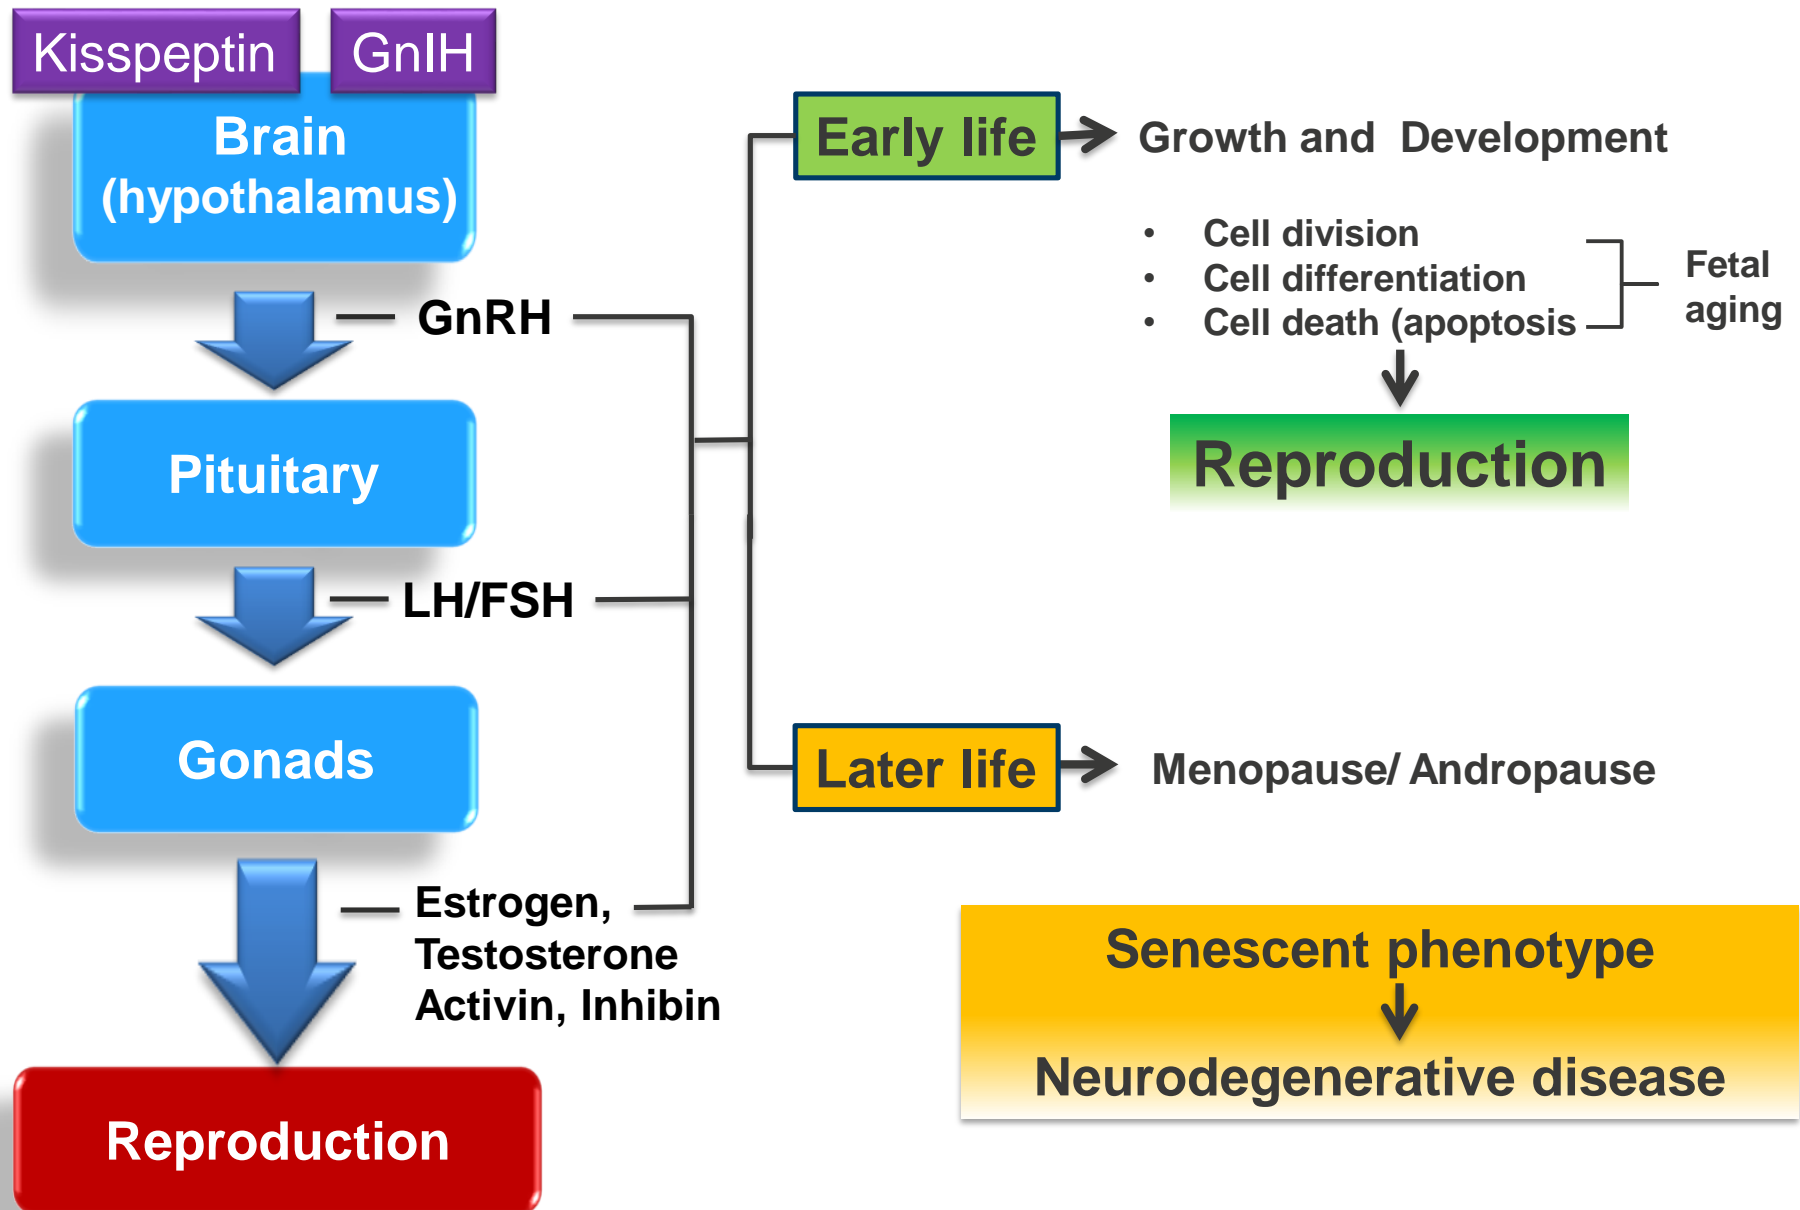 Kisspeptin
GnIH
Brain
(hypothalamus)
GnRH
Pituitary
LH/FSH
Gonads
Estrogen,
Testosterone
Activin, Inhibin
Reproduction
Early life
Growth and Development
• Cell division
• Cell differentiation
• Cell death (apoptosis
Fetal
aging
Reproduction
Later life
Menopause/ Andropause
Senescent phenotype
Neurodegenerative disease